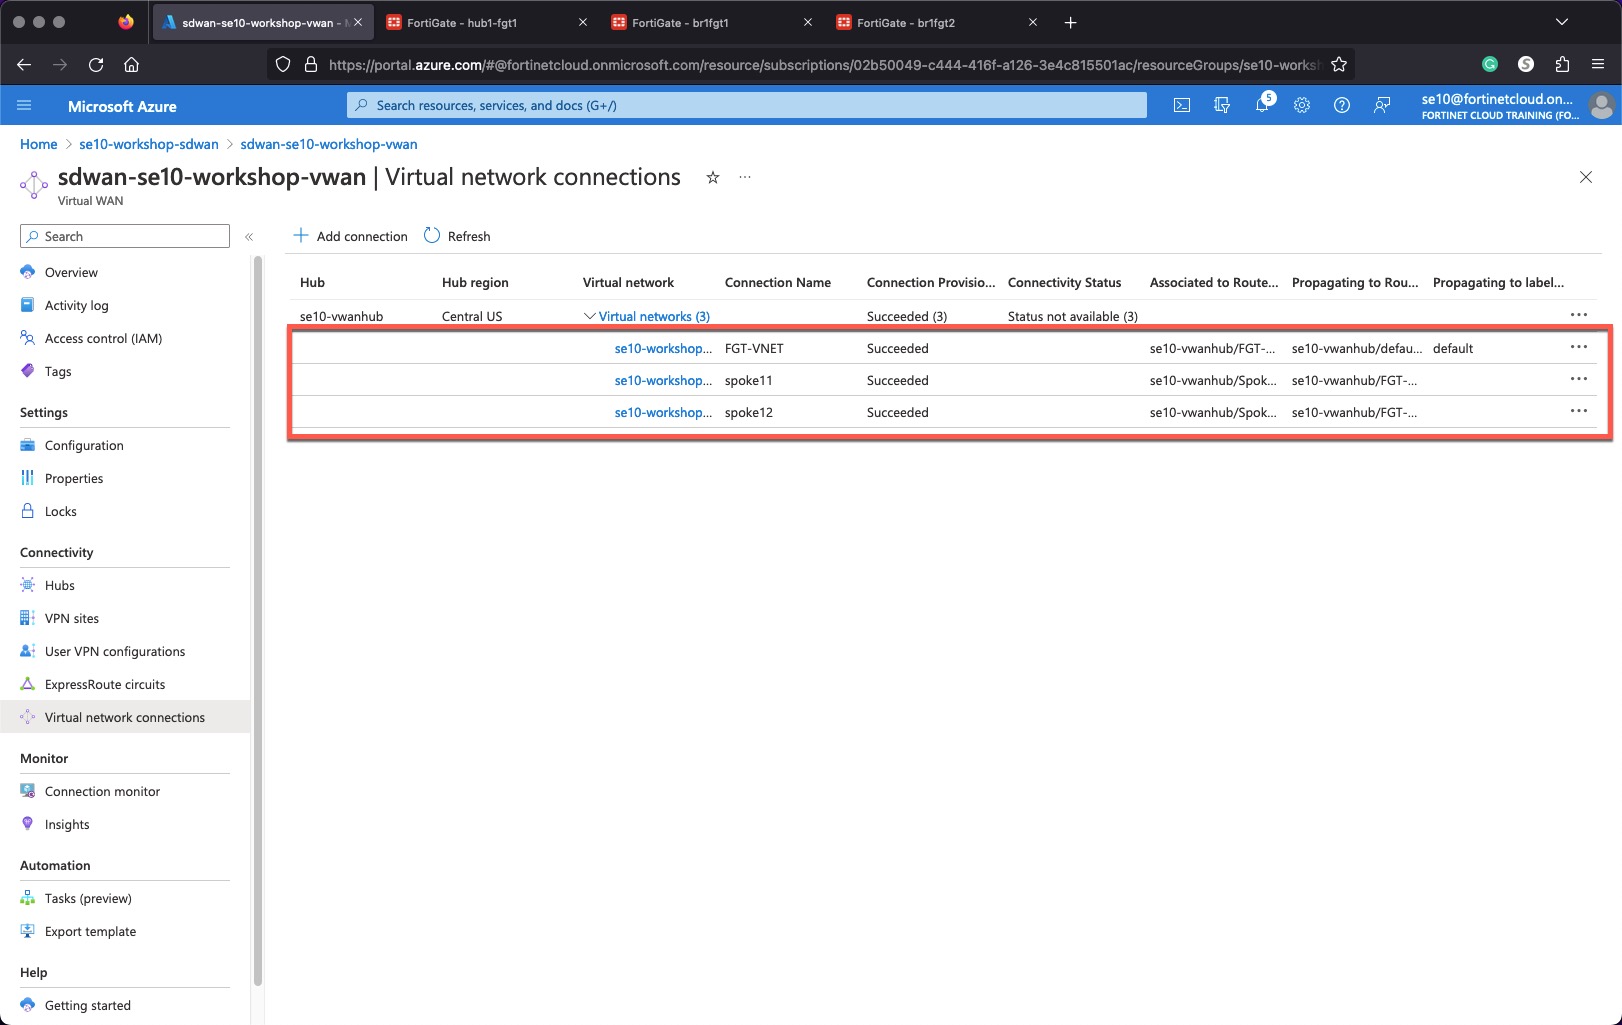 sdwan-se10-workshop-vwan -
FortiGate - hub1-fgt1
FortiGate - br1fgt1
FortiGate - br1fgt2
https://portal.azure.com/#@fortinetcloud.onmicrosoft.com/resource/subscriptions/02b50049-c444-416f-a126-3e4c815501ac/resourceGroups/se10-works
Microsoft Azure
Search resources, services, and docs (G+/)
5
se10@fortinetcloud.on...
FORTINET CLOUD TRAINING (FO...
Home > se10-workshop-sdwan > sdwan-se10-workshop-vwan
sdwan-se10-workshop-vwan | Virtual network connections
Virtual WAN
Search
Overview
Activity log
Access control (IAM)
Tags
Settings
Configuration
Properties
Locks
Connectivity
Hubs
VPN sites
User VPN configurations
ExpressRoute circuits
Virtual network connections
Monitor
Connection monitor
Insights
Automation
Tasks (preview)
Export template
Help
Getting started
Add connection Refresh
Hub Hub region Virtual network Connection Name Connection Provisio... Connectivity Status Associated to Route... Propagating to Rou... Propagating to label...
se10-vwanhub Central US Virtual networks (3) Succeeded (3) Status not available (3)
se10-workshop... FGT-VNET Succeeded se10-vwanhub/FGT-... se10-vwanhub/defau... default
se10-workshop... spoke11 Succeeded se10-vwanhub/Spok... se10-vwanhub/FGT-...
se10-workshop... spoke12 Succeeded se10-vwanhub/Spok... se10-vwanhub/FGT-...